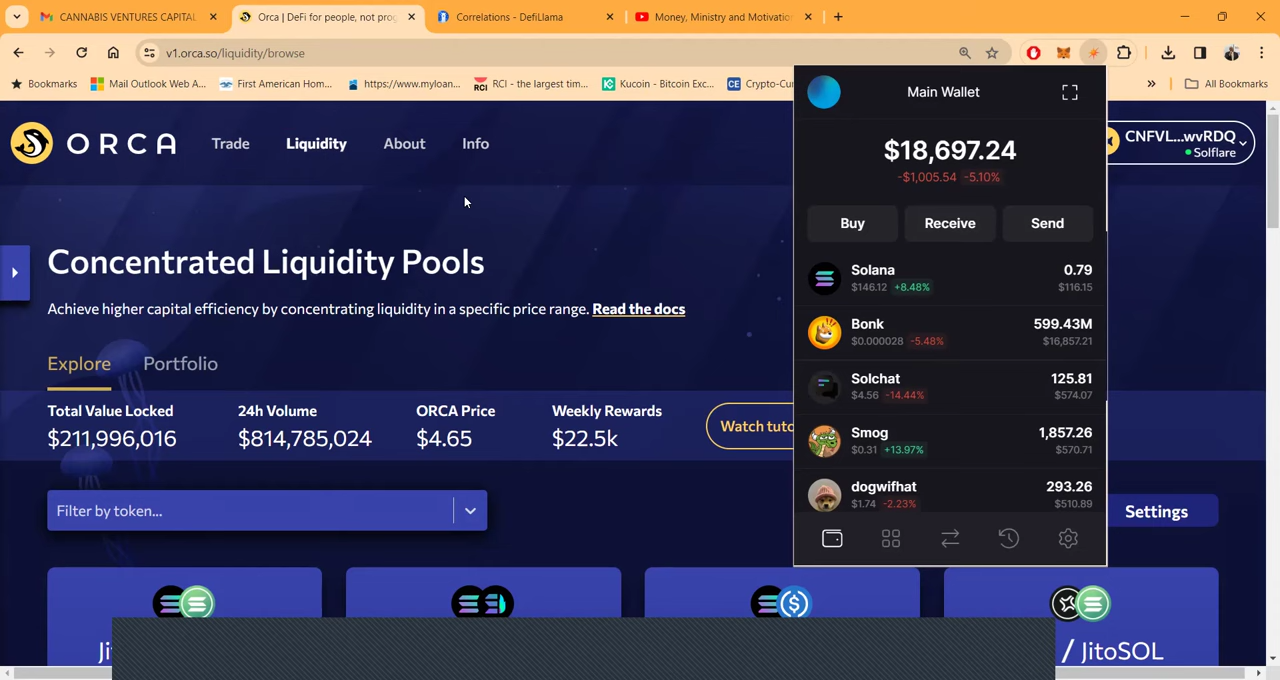 CANNABIS VENTURES CAPITAL
Orca | DeFi for people, not prog
Correlations - DefiLlama
Money, Ministry and Motivation
v1.orca.so/liquidity/browse
Bookmarks
Mail Outlook Web A...
First American Hom...
https://www.myloan...
RCI - the largest tim...
Kucoin - Bitcoin Exc...
Crypto-Cur
All Bookmarks
ORCA
Trade
Liquidity
About
Info
CNFVL...wvRDQ
Solflare
Main Wallet
$18,697.24
-$1,005.54 -5.10%
Buy
Receive
Send
Solana 0.79
$146.12 +8.48% $116.15
Bonk 599.43M
$0.000028 -5.48% $16,857.21
Solchat 125.81
$4.56 -14.44% $574.07
Smog 1,857.26
$0.31 +13.97% $570.71
dogwifhat 293.26
$1.74 -2.23% $510.89
Concentrated Liquidity Pools
Achieve higher capital efficiency by concentrating liquidity in a specific price range. Read the docs
Explore
Portfolio
Total Value Locked
24h Volume
ORCA Price
Weekly Rewards
$211,996,016
$814,785,024
$4.65
$22.5k
Watch tuto
Filter by token...
Settings
Ji
/ JitoSOL